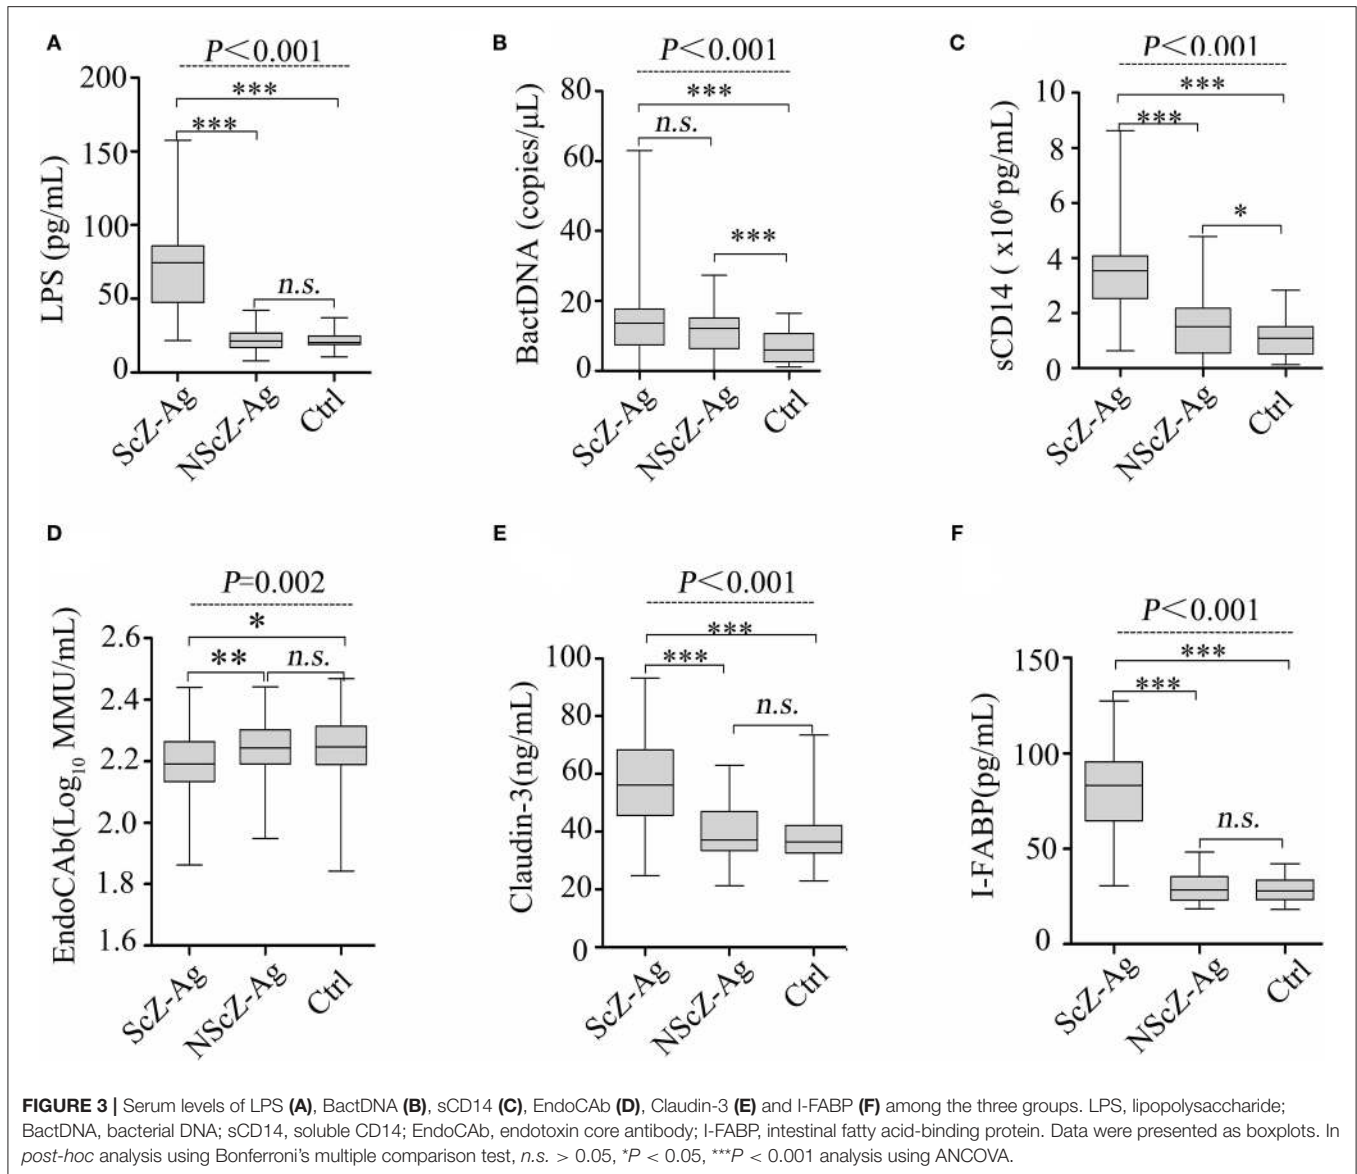 A
P<0.001
LPS (pg/mL)
200
150
100
50
0
***
***
n.s.
ScZ-Ag
NScZ-Ag
Ctrl
B
P<0.001
BactDNA (copies/μL)
80
60
40
20
0
***
n.s.
***
ScZ-Ag
NScZ-Ag
Ctrl
C
P<0.001
sCD14 ( x10⁶pg/mL)
10
8
6
4
2
0
***
***
*
ScZ-Ag
NScZ-Ag
Ctrl
D
P=0.002
EndoCAb(Log₁₀ MMU/mL)
2.6
2.4
2.2
2.0
1.8
1.6
*
**
n.s.
ScZ-Ag
NScZ-Ag
Ctrl
E
P<0.001
Claudin-3(ng/mL)
100
80
60
40
20
0
***
***
n.s.
ScZ-Ag
NScZ-Ag
Ctrl
F
P<0.001
I-FABP(pg/mL)
150
100
50
0
***
***
n.s.
ScZ-Ag
NScZ-Ag
Ctrl
FIGURE 3 | Serum levels of LPS (A), BactDNA (B), sCD14 (C), EndoCAb (D), Claudin-3 (E) and I-FABP (F) among the three groups. LPS, lipopolysaccharide;
BactDNA, bacterial DNA; sCD14, soluble CD14; EndoCAb, endotoxin core antibody; I-FABP, intestinal fatty acid-binding protein. Data were presented as boxplots. In
post-hoc analysis using Bonferroni's multiple comparison test, n.s. > 0.05, *P < 0.05, ***P < 0.001 analysis using ANCOVA.